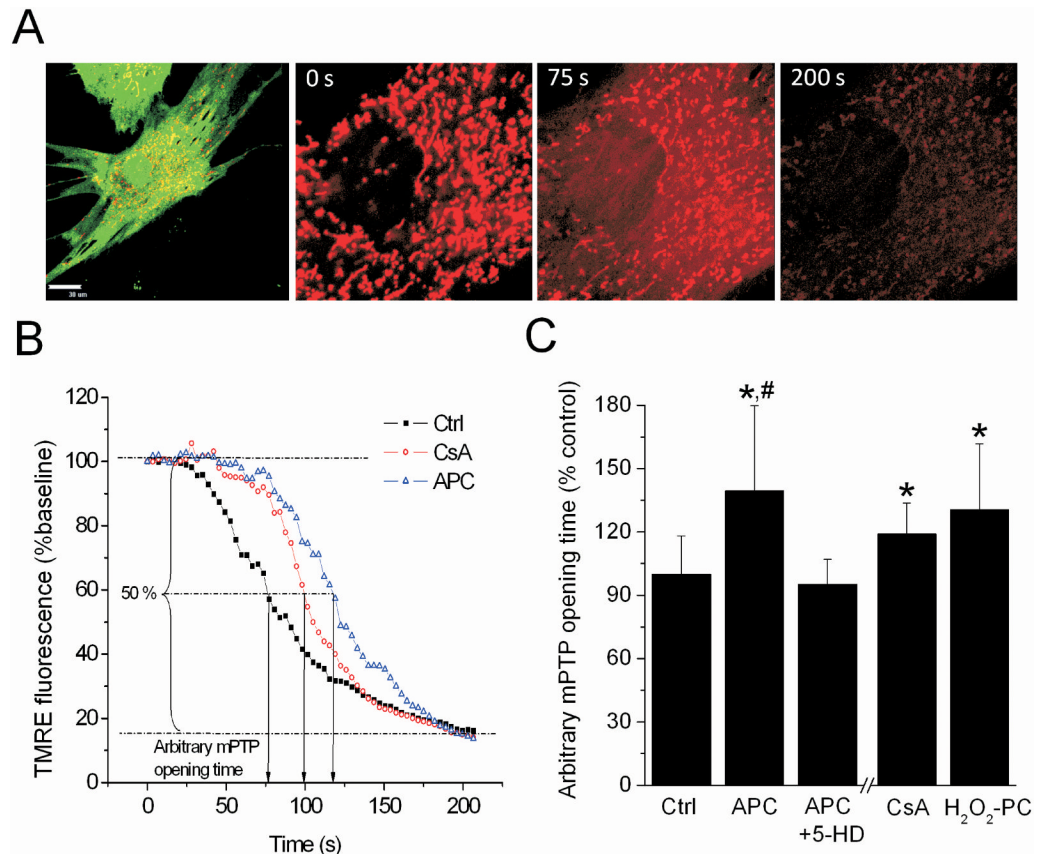 A
0 s
75 s
200 s
30 um
B
TMRE fluorescence (%baseline)
120
100
80
60
40
20
0
Ctrl
CsA
APC
50 %
Arbitrary mPTP
opening time
0
50
100
150
200
Time (s)
C
Arbitrary mPTP opening time (% control)
180
150
120
90
60
30
0
*,#
*
*
Ctrl
APC
APC
+5-HD
CsA
H₂O₂-PC